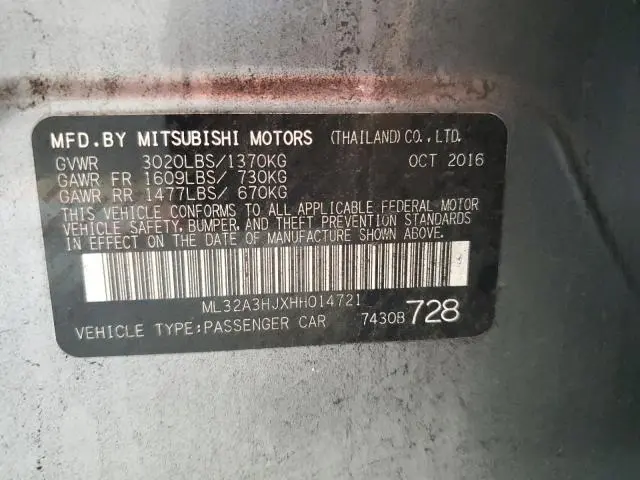 MFD.BY MITSUBISHI MOTORS (THAILAND) CO.,LTD.
GVWR 3020LBS/1370KG OCT 2016
GAWR FR 1609LBS/ 730KG
GAWR RR 1477LBS/ 670KG
THIS VEHICLE CONFORMS TO ALL APPLICABLE FEDERAL MOTOR
VEHICLE SAFETY, BUMPER, AND THEFT PREVENTION STANDARDS
IN EFFECT ON THE DATE OF MANUFACTURE SHOWN ABOVE.
ML32A3HJXHH014721
VEHICLE TYPE:PASSENGER CAR 7430B 728